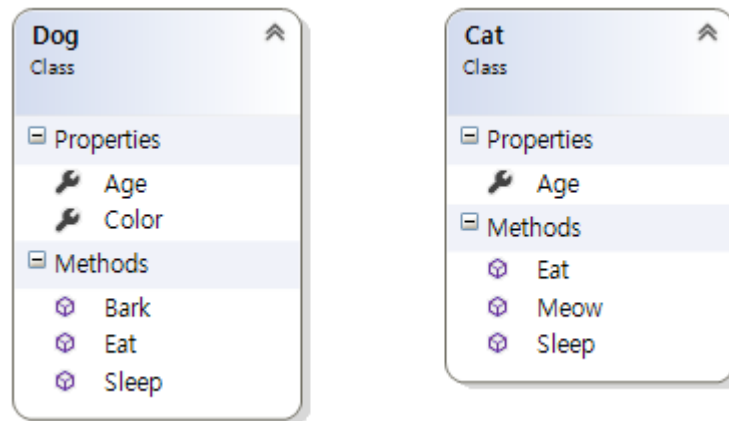 Dog
Class
Properties
Age
Color
Methods
Bark
Eat
Sleep
Cat
Class
Properties
Age
Methods
Eat
Meow
Sleep